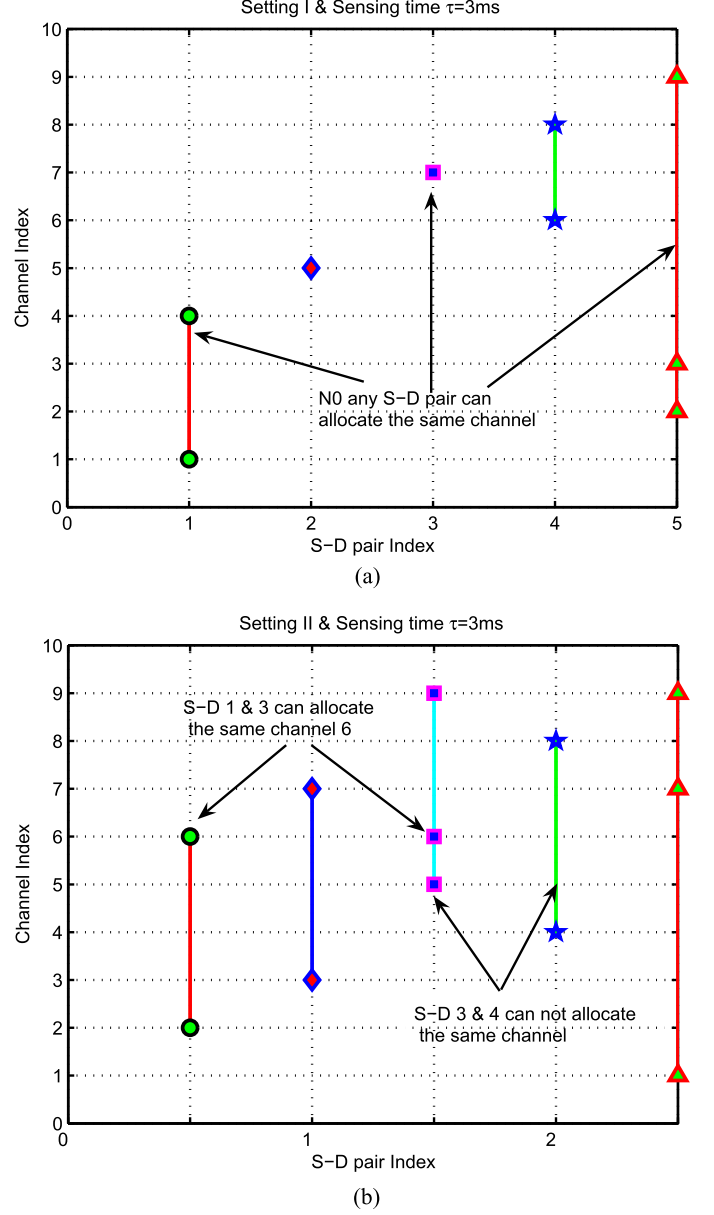 Setting I & Sensing time τ=3ms
10
9
8
7
6
5
4
3
2
1
0
Channel Index
N0 any S−D pair can
allocate the same channel
0 1 2 3 4 5
S−D pair Index
(a)
Setting II & Sensing time τ=3ms
10
9
8
7
6
5
4
3
2
1
0
Channel Index
S−D 1 & 3 can allocate
the same channel 6
S−D 3 & 4 can not allocate
the same channel
0 1 2
S−D pair Index
(b)